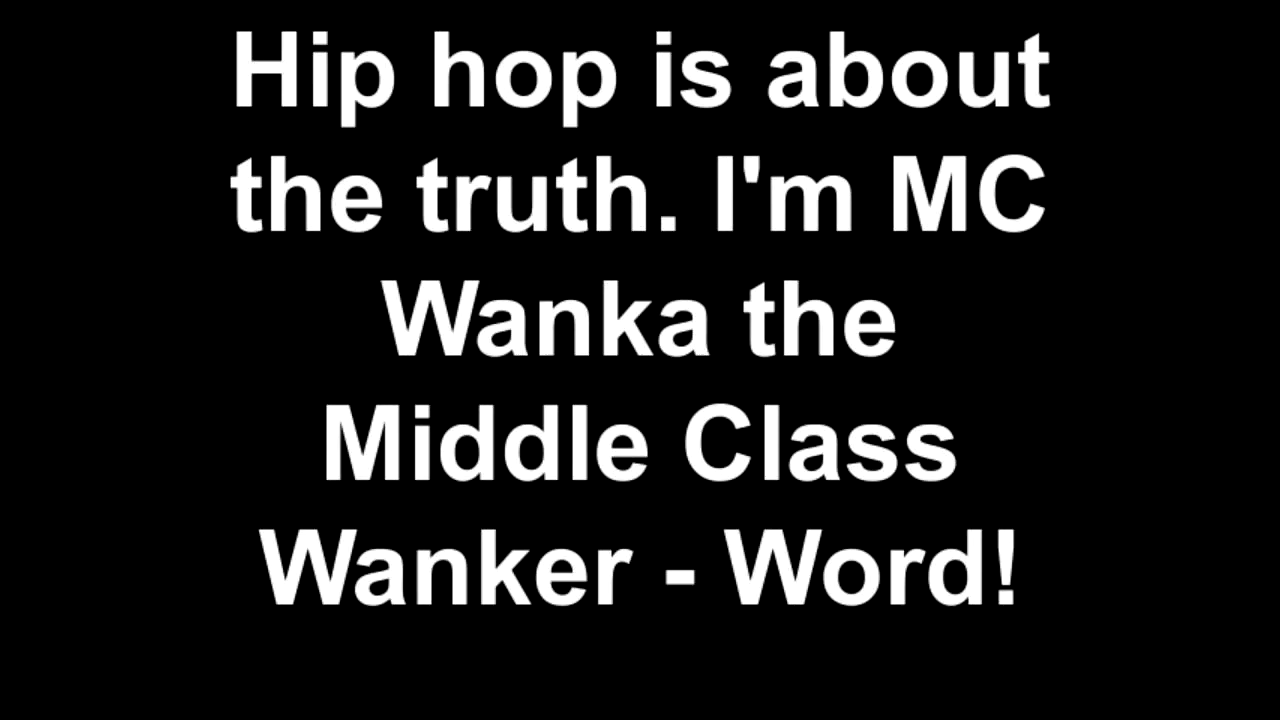 Hip hop is about
the truth. I'm MC
Wanka the
Middle Class
Wanker - Word!